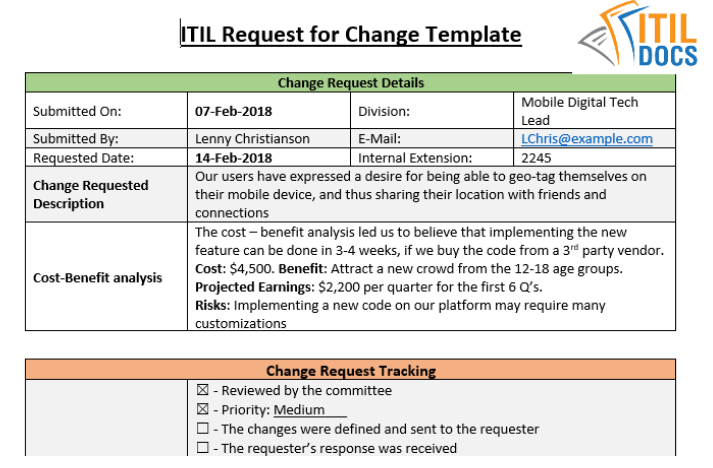 ITIL Request for Change Template
ITIL
DOCS
Change Request Details
Submitted On: 07-Feb-2018 Division: Mobile Digital Tech
Lead
Submitted By: Lenny Christianson E-Mail: LChris@example.com
Requested Date: 14-Feb-2018 Internal Extension: 2245
Change Requested
Description
Our users have expressed a desire for being able to geo-tag themselves on
their mobile device, and thus sharing their location with friends and
connections
Cost-Benefit analysis
The cost – benefit analysis led us to believe that implementing the new
feature can be done in 3-4 weeks, if we buy the code from a 3rd party vendor.
Cost: $4,500. Benefit: Attract a new crowd from the 12-18 age groups.
Projected Earnings: $2,200 per quarter for the first 6 Q’s.
Risks: Implementing a new code on our platform may require many
customizations
Change Request Tracking
☒ - Reviewed by the committee
☒ - Priority: Medium___
☐ - The changes were defined and sent to the requester
☐ - The requester’s response was received